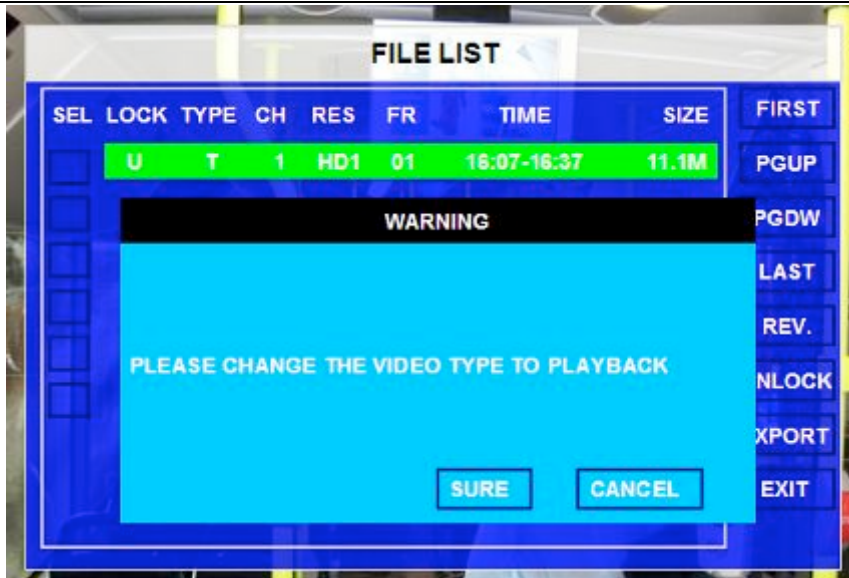 FILE LIST
SEL LOCK TYPE CH RES FR TIME SIZE
U T 1 HD1 01 16:07-16:37 11.1M
WARNING
PLEASE CHANGE THE VIDEO TYPE TO PLAYBACK
SURE CANCEL
FIRST
PGUP
PGDW
LAST
REV.
NLOCK
XPORT
EXIT